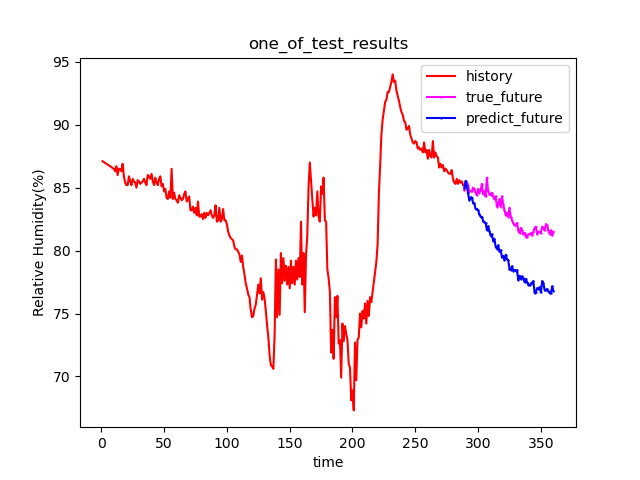 one_of_test_results
history
true_future
predict_future
Relative Humidity(%)
95
90
85
80
75
70
0 50 100 150 200 250 300 350
time